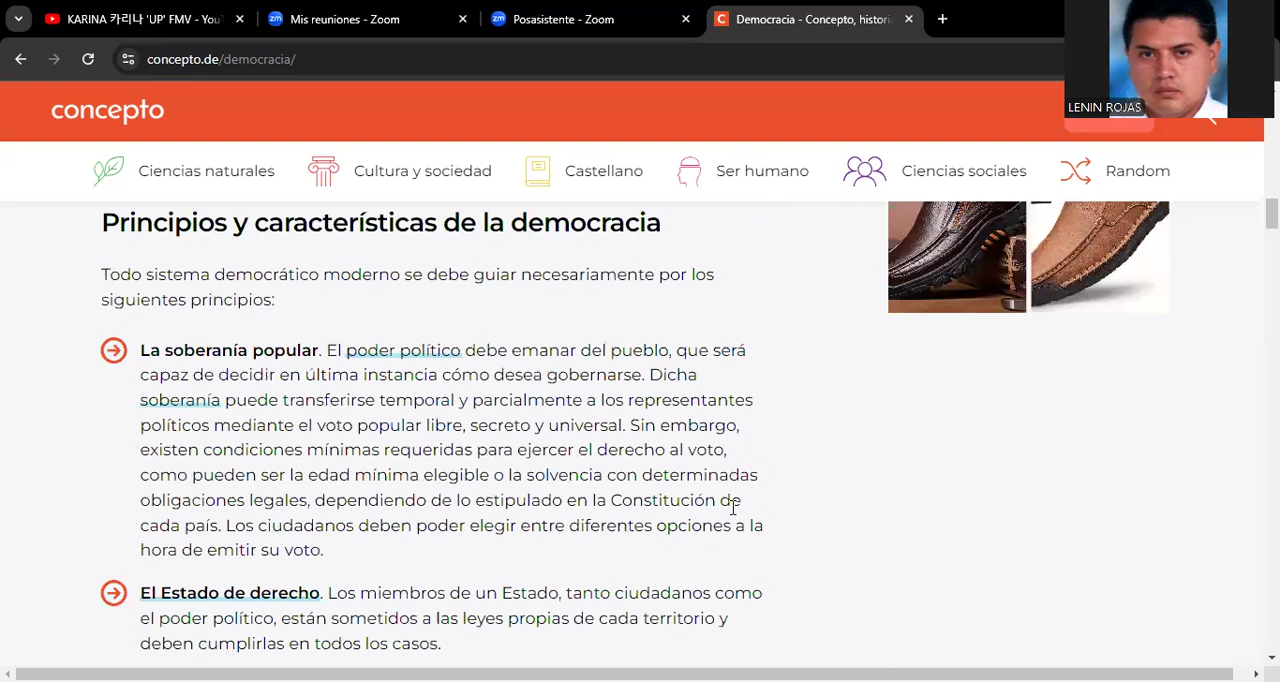 KARINA 카리나 'UP' FMV - You
Mis reuniones - Zoom
Posasistente - Zoom
Democracia - Concepto, histori
concepto.de/democracia/
LENIN ROJAS
concepto
Ciencias naturales
Cultura y sociedad
Castellano
Ser humano
Ciencias sociales
Random
Principios y características de la democracia
Todo sistema democrático moderno se debe guiar necesariamente por los
siguientes principios:
La soberanía popular. El poder político debe emanar del pueblo, que será
capaz de decidir en última instancia cómo desea gobernarse. Dicha
soberanía puede transferirse temporal y parcialmente a los representantes
políticos mediante el voto popular libre, secreto y universal. Sin embargo,
existen condiciones mínimas requeridas para ejercer el derecho al voto,
como pueden ser la edad mínima elegible o la solvencia con determinadas
obligaciones legales, dependiendo de lo estipulado en la Constitución de
cada país. Los ciudadanos deben poder elegir entre diferentes opciones a la
hora de emitir su voto.
El Estado de derecho. Los miembros de un Estado, tanto ciudadanos como
el poder político, están sometidos a las leyes propias de cada territorio y
deben cumplirlas en todos los casos.